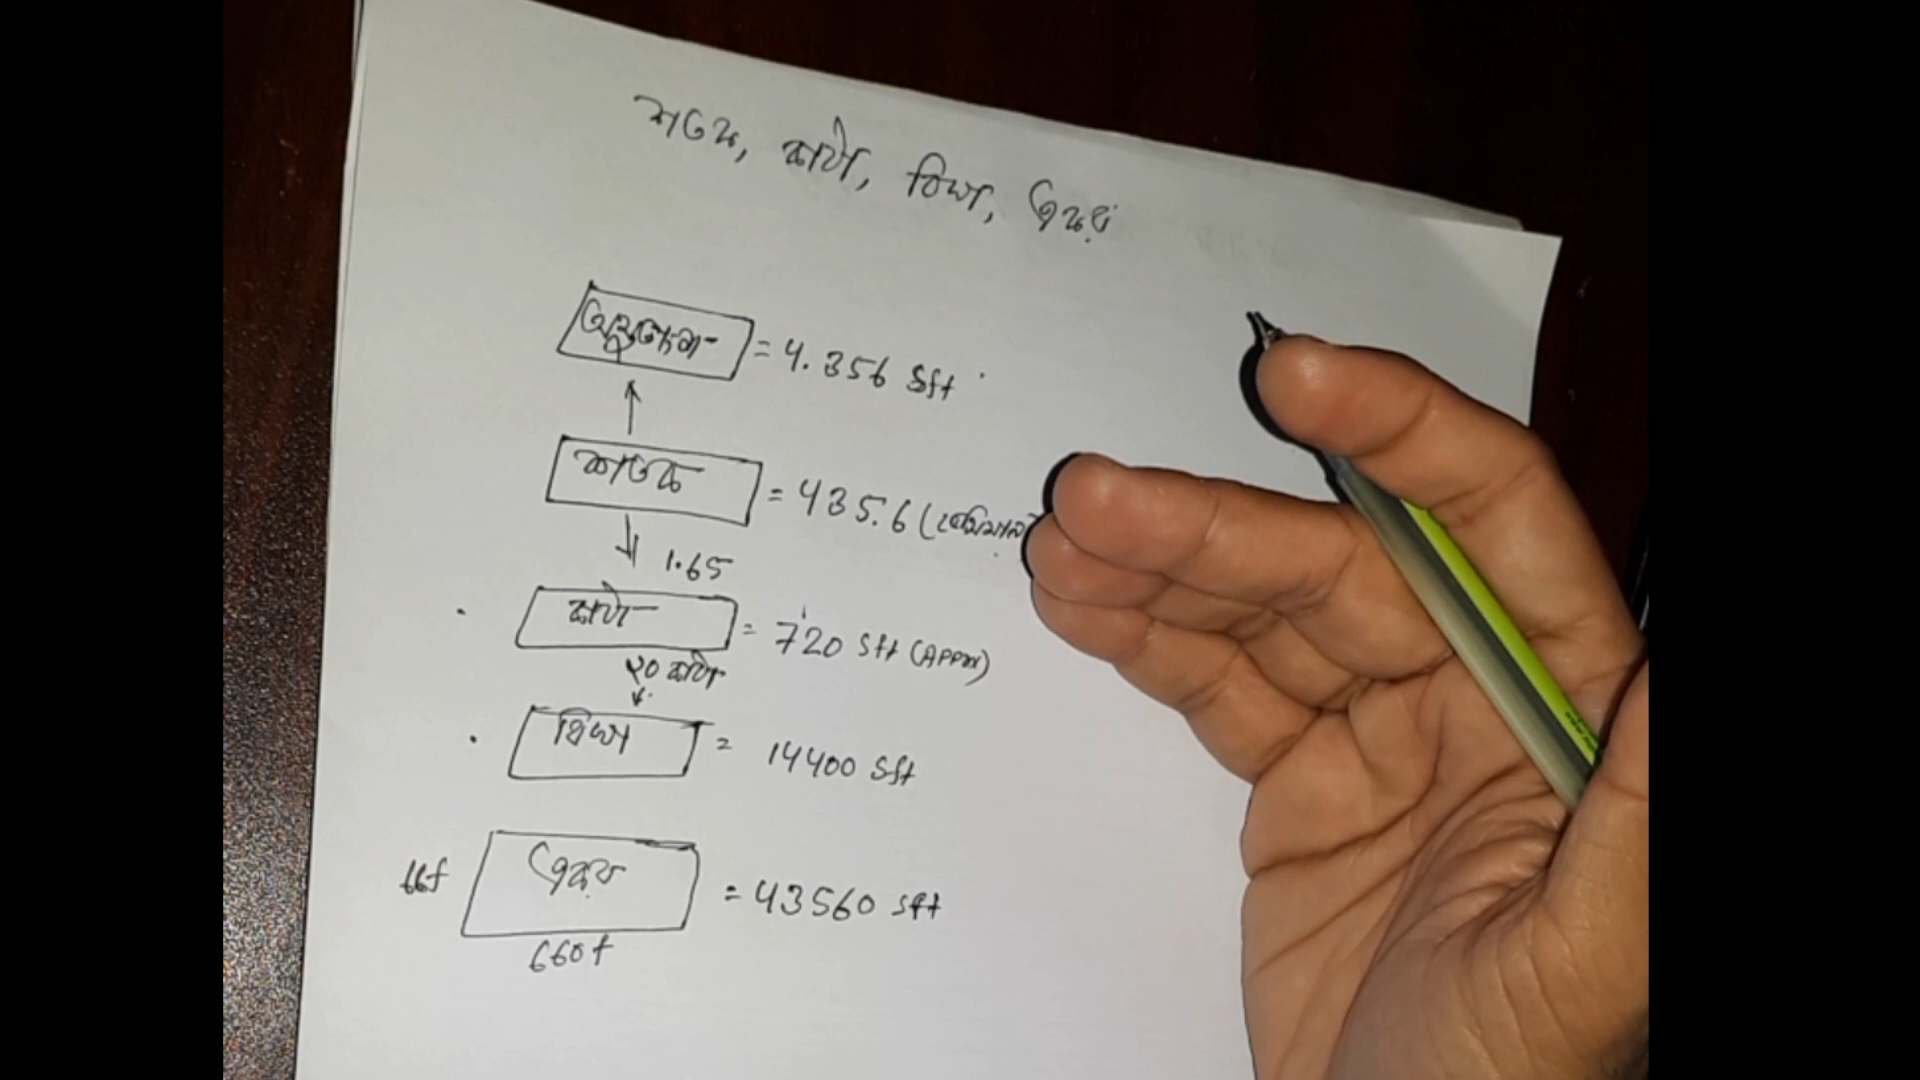 শতক, কাঠা, বিঘা, একর
অযুতাংশ = 4.356 Sft
শতক = 435.6 (ডেসিমাল
1.65
কাঠা = 720 Sft (Approx)
২০ কাঠা
বিঘা = 14400 Sft
66f একর = 43560 Sft
660f